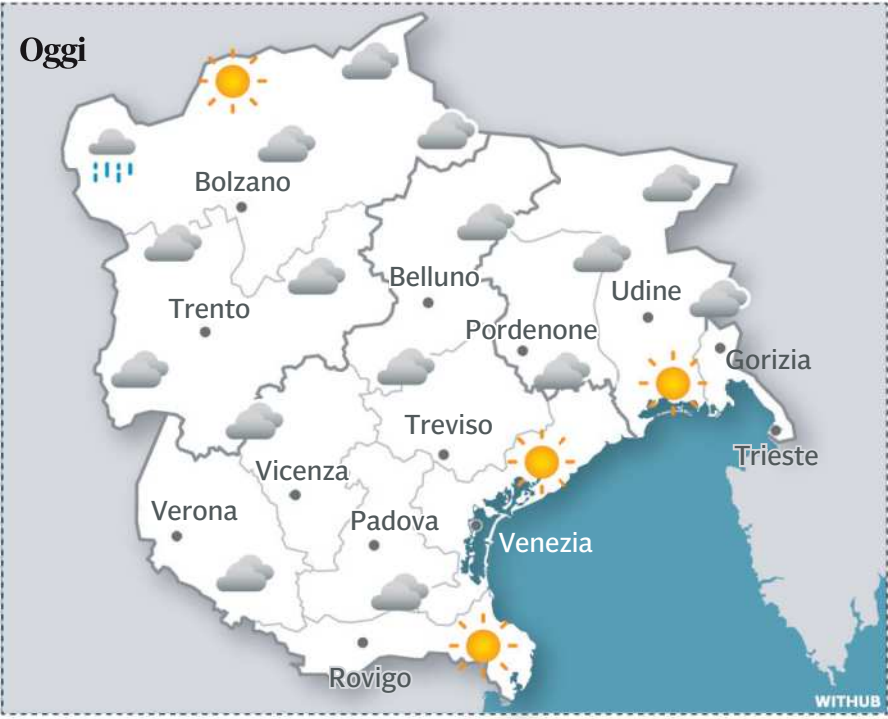 Oggi
Bolzano
Belluno
Udine
Trento
Pordenone
Gorizia
Treviso
Trieste
Vicenza
Verona
Padova
Venezia
Rovigo
WITHUB